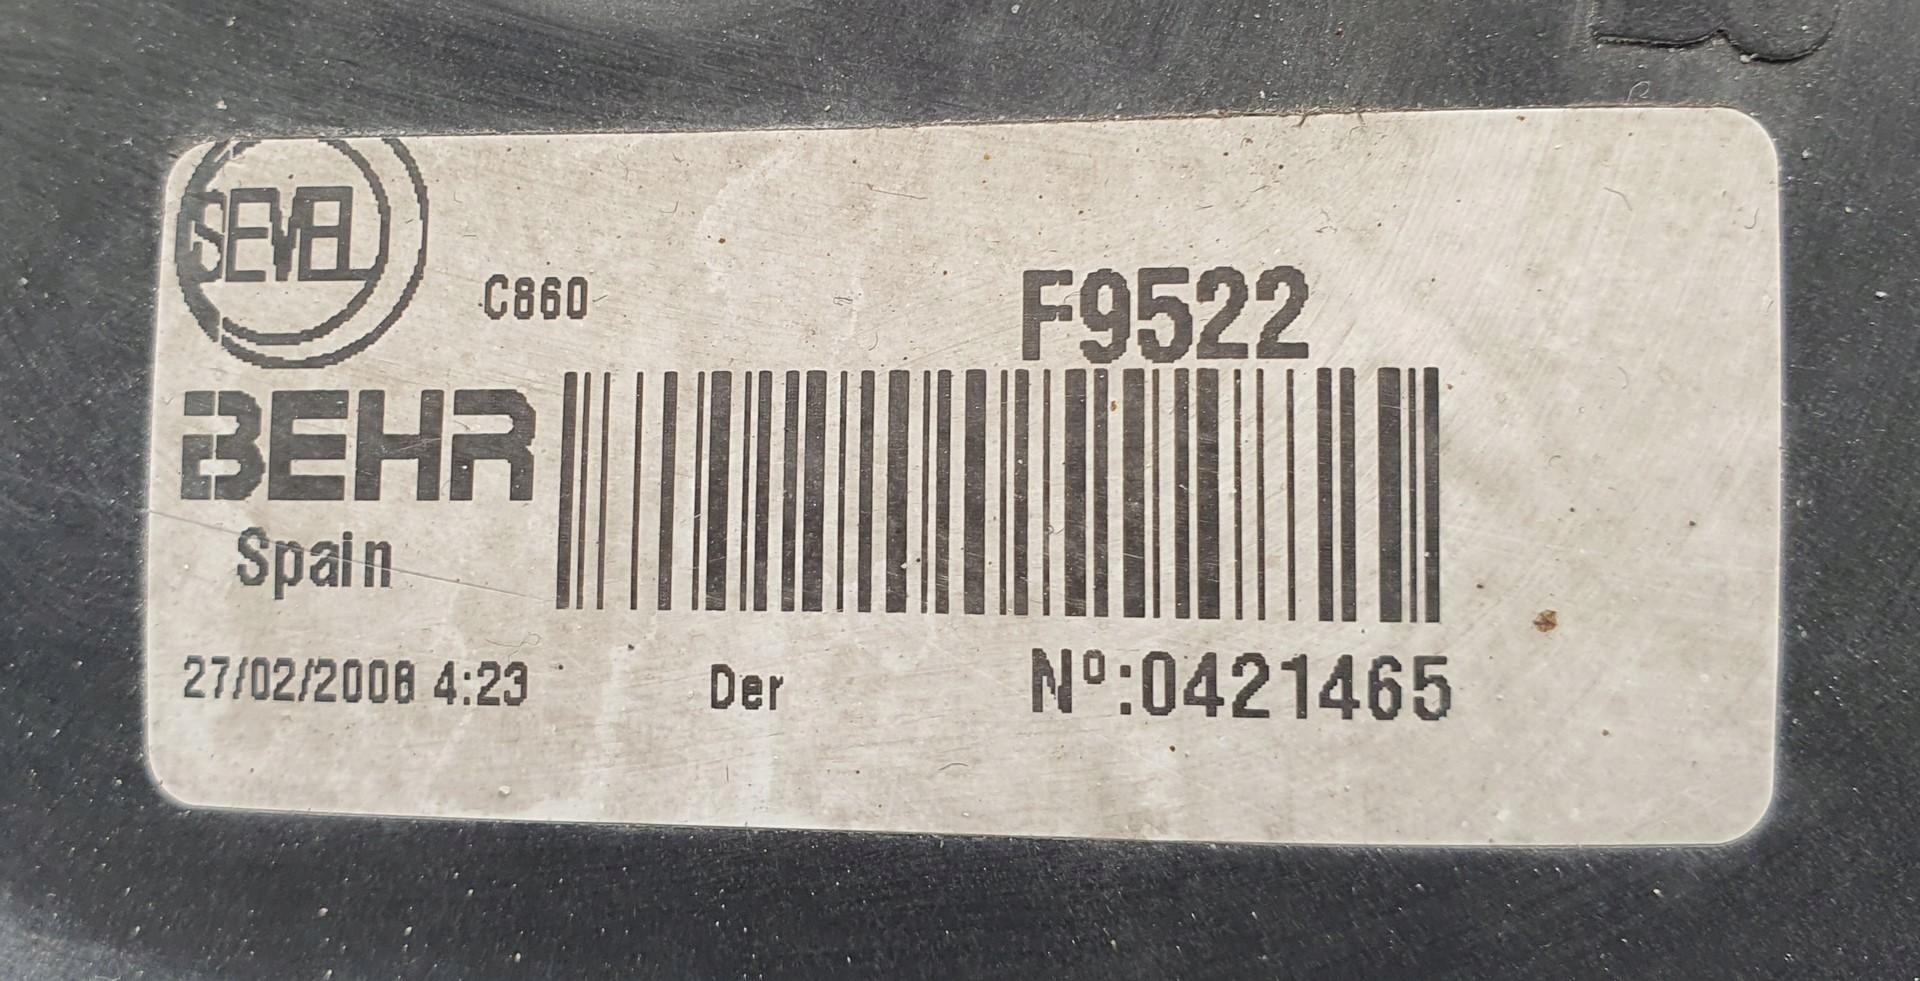 SEVEL
C860
F9522
BEHR
Spain
27/02/2008 4:23
Der
Nº:0421465